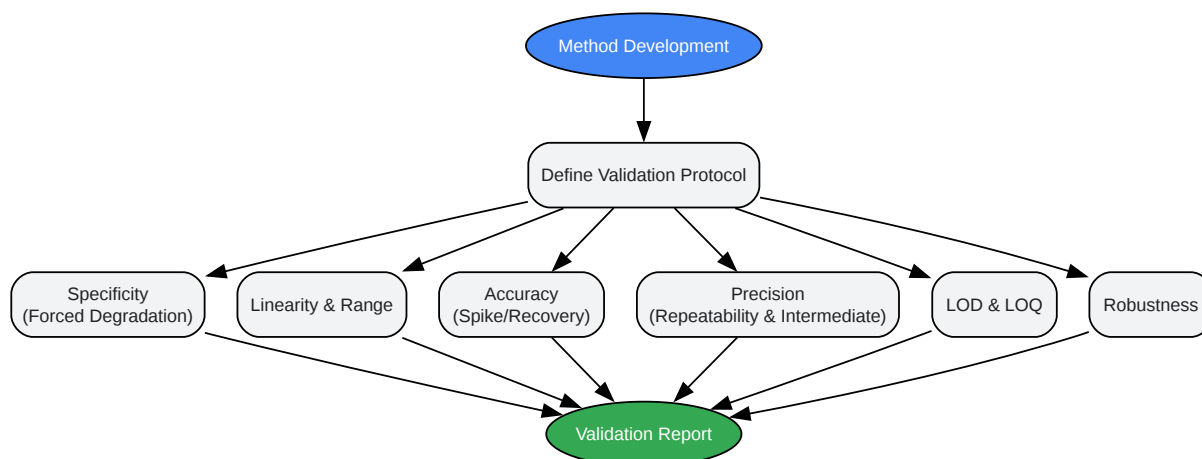 Method Development
Define Validation Protocol
Specificity
(Forced Degradation)
Linearity & Range
Accuracy
(Spike/Recovery)
Precision
(Repeatability & Intermediate)
LOD & LOQ
Robustness
Validation Report